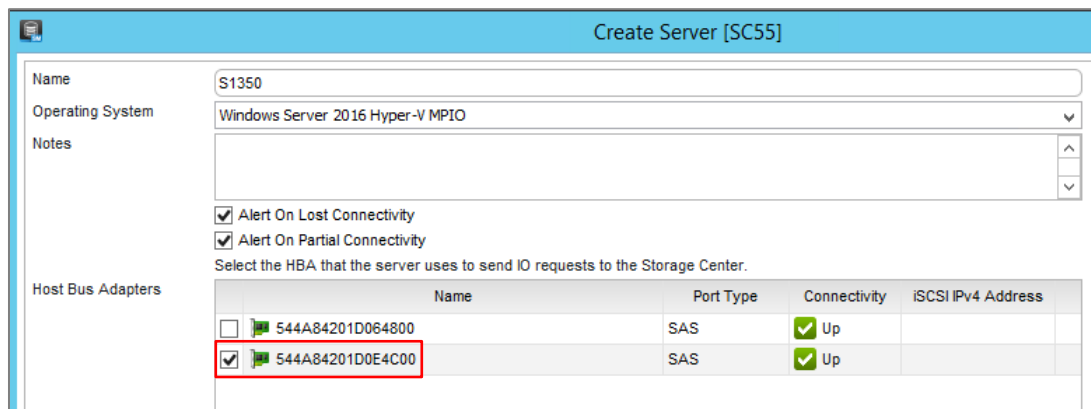 Create Server [SC55]
Name S1350
Operating System Windows Server 2016 Hyper-V MPIO
Notes
Alert On Lost Connectivity
Alert On Partial Connectivity
Select the HBA that the server uses to send IO requests to the Storage Center.
Host Bus Adapters
Name Port Type Connectivity iSCSI IPv4 Address
544A84201D064800 SAS Up
544A84201D0E4C00 SAS Up